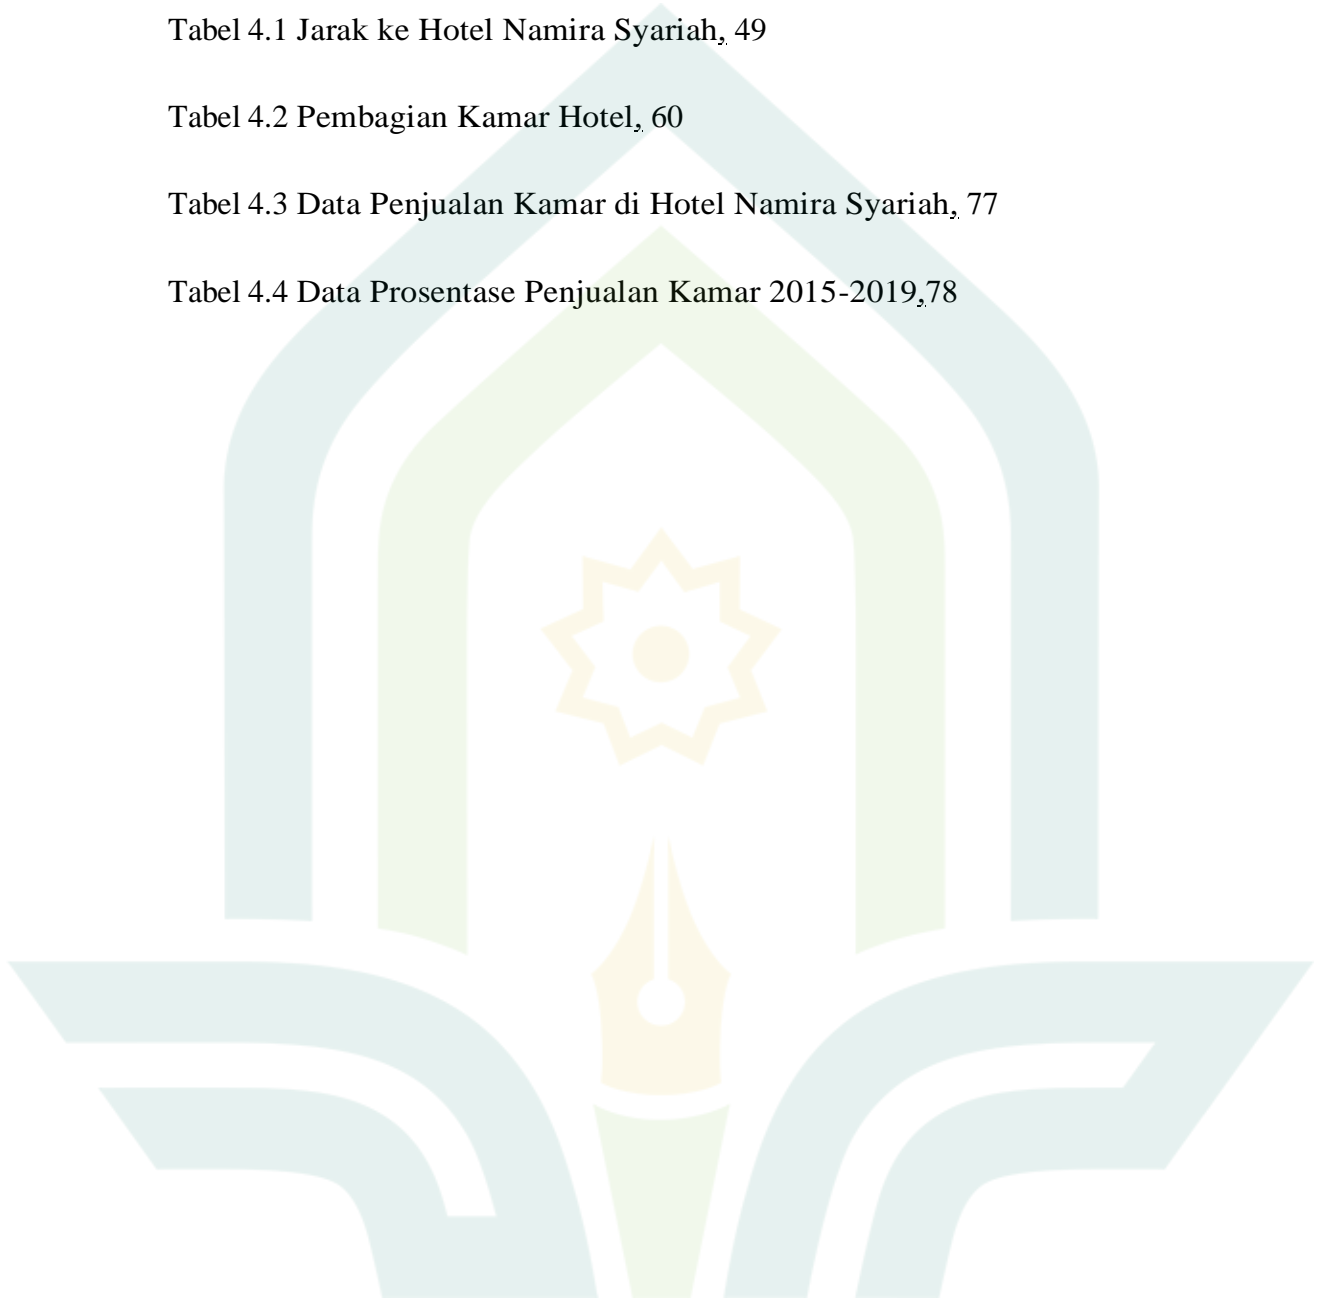 Tabel 4.1 Jarak ke Hotel Namira Syariah, 49
Tabel 4.2 Pembagian Kamar Hotel, 60
Tabel 4.3 Data Penjualan Kamar di Hotel Namira Syariah, 77
Tabel 4.4 Data Prosentase Penjualan Kamar 2015-2019,78